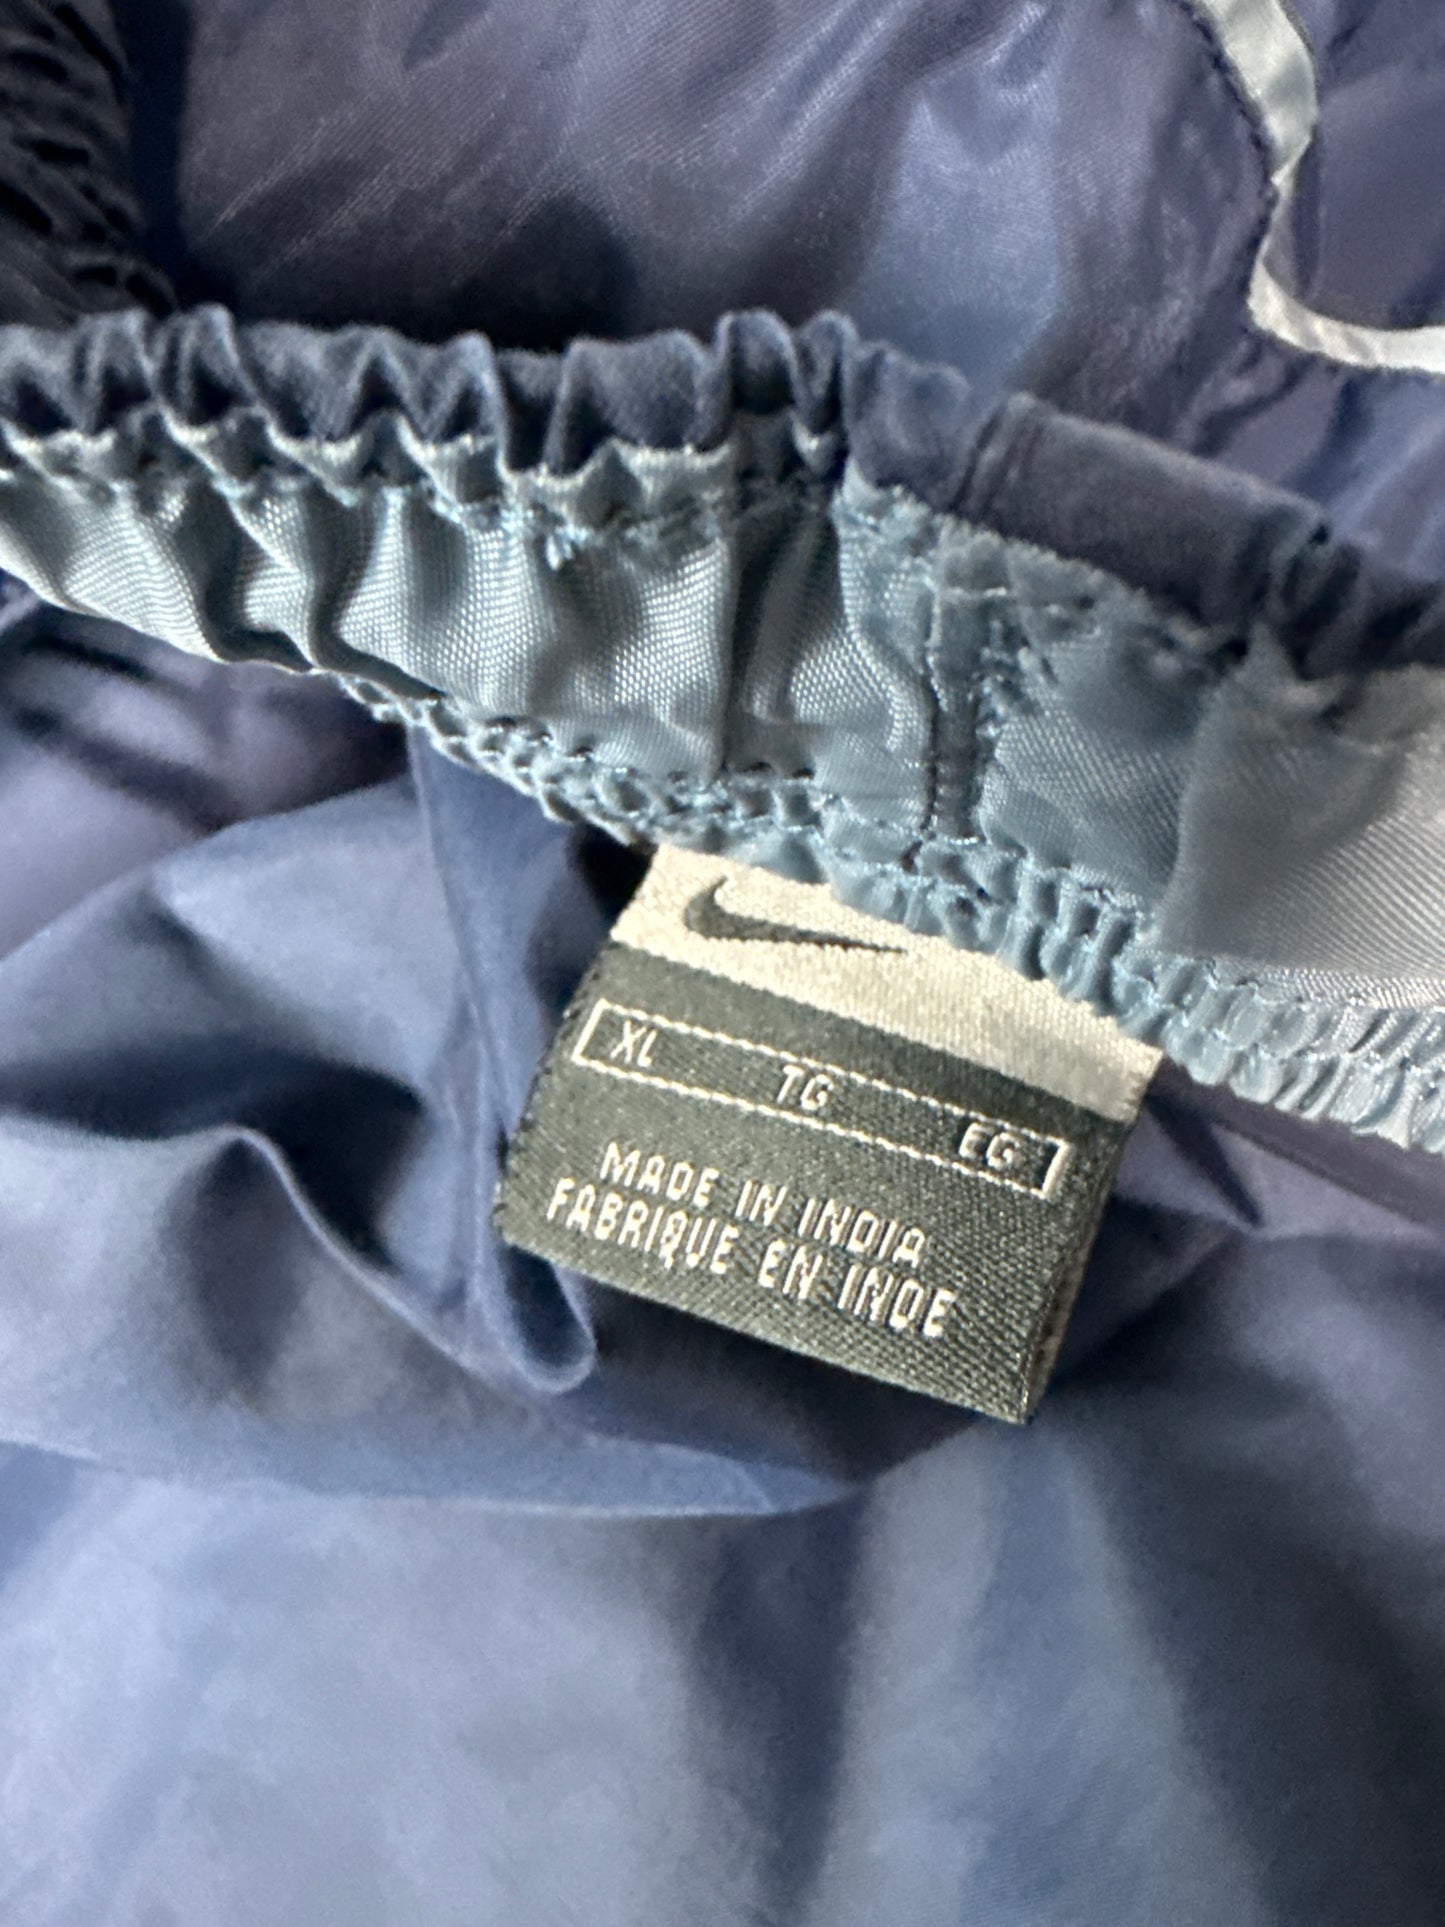 XL TG EG
MADE IN INDIA
FABRIQUE EN INDE